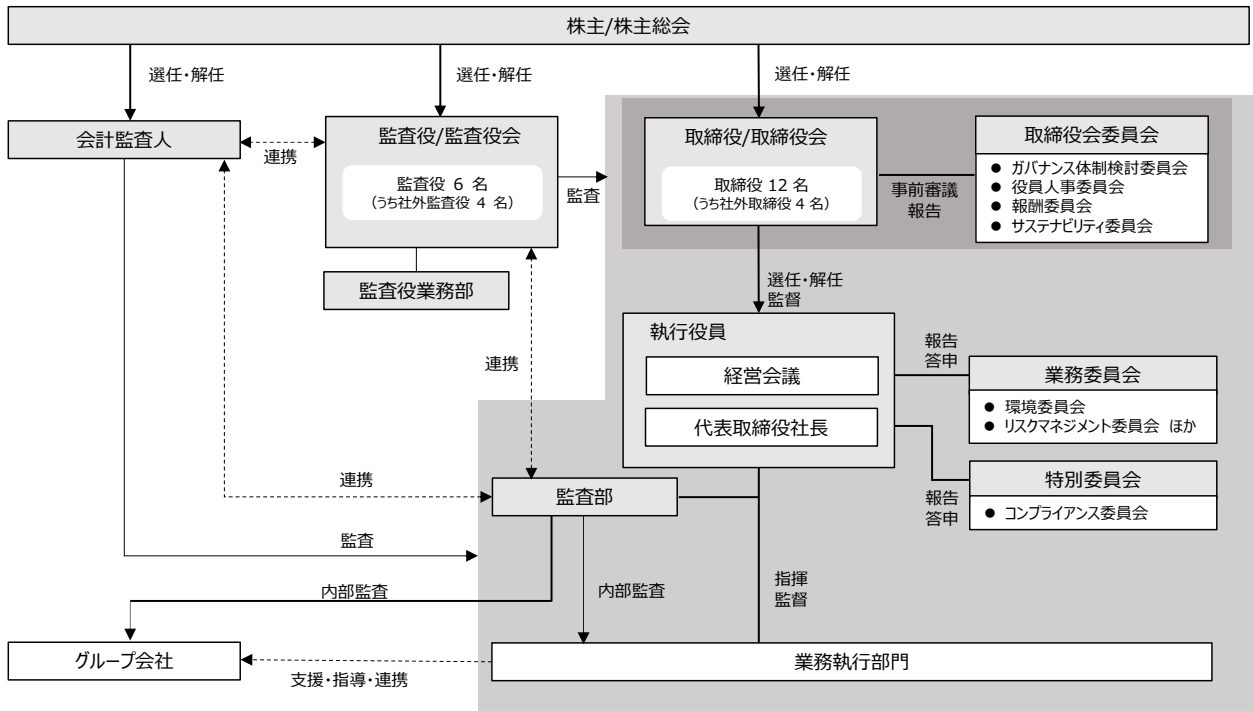 株主/株主総会
選任・解任
選任・解任
選任・解任
会計監査人
連携
監査役/監査役会
監査役 6 名
(うち社外監査役 4 名)
監査
取締役/取締役会
取締役 12 名
(うち社外取締役 4 名)
事前審議
報告
取締役会委員会
● ガバナンス体制検討委員会
● 役員人事委員会
● 報酬委員会
● サステナビリティ委員会
監査役業務部
選任・解任
監督
執行役員
経営会議
代表取締役社長
報告
答申
業務委員会
● 環境委員会
● リスクマネジメント委員会 ほか
連携
報告
答申
特別委員会
● コンプライアンス委員会
連携
監査部
監査
内部監査
内部監査
指揮
監督
グループ会社
支援・指導・連携
業務執行部門